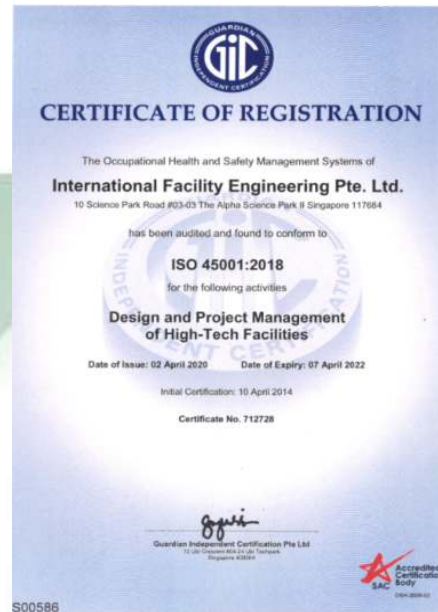 GUARDIAN
GIC
INDEPENDENT CERTIFICATION
CERTIFICATE OF REGISTRATION
The Occupational Health and Safety Management Systems of
International Facility Engineering Pte. Ltd.
10 Science Park Road #03-03 The Alpha Science Park II Singapore 117684
has been audited and found to conform to
ISO 45001:2018
for the following activities
Design and Project Management
of High-Tech Facilities
Date of Issue: 02 April 2020 Date of Expiry: 07 April 2022
Initial Certification: 10 April 2014
Certificate No. 712728
Guardian Independent Certification Pte Ltd
Singapore
SAC
Accredited
Certification
Body
S00586